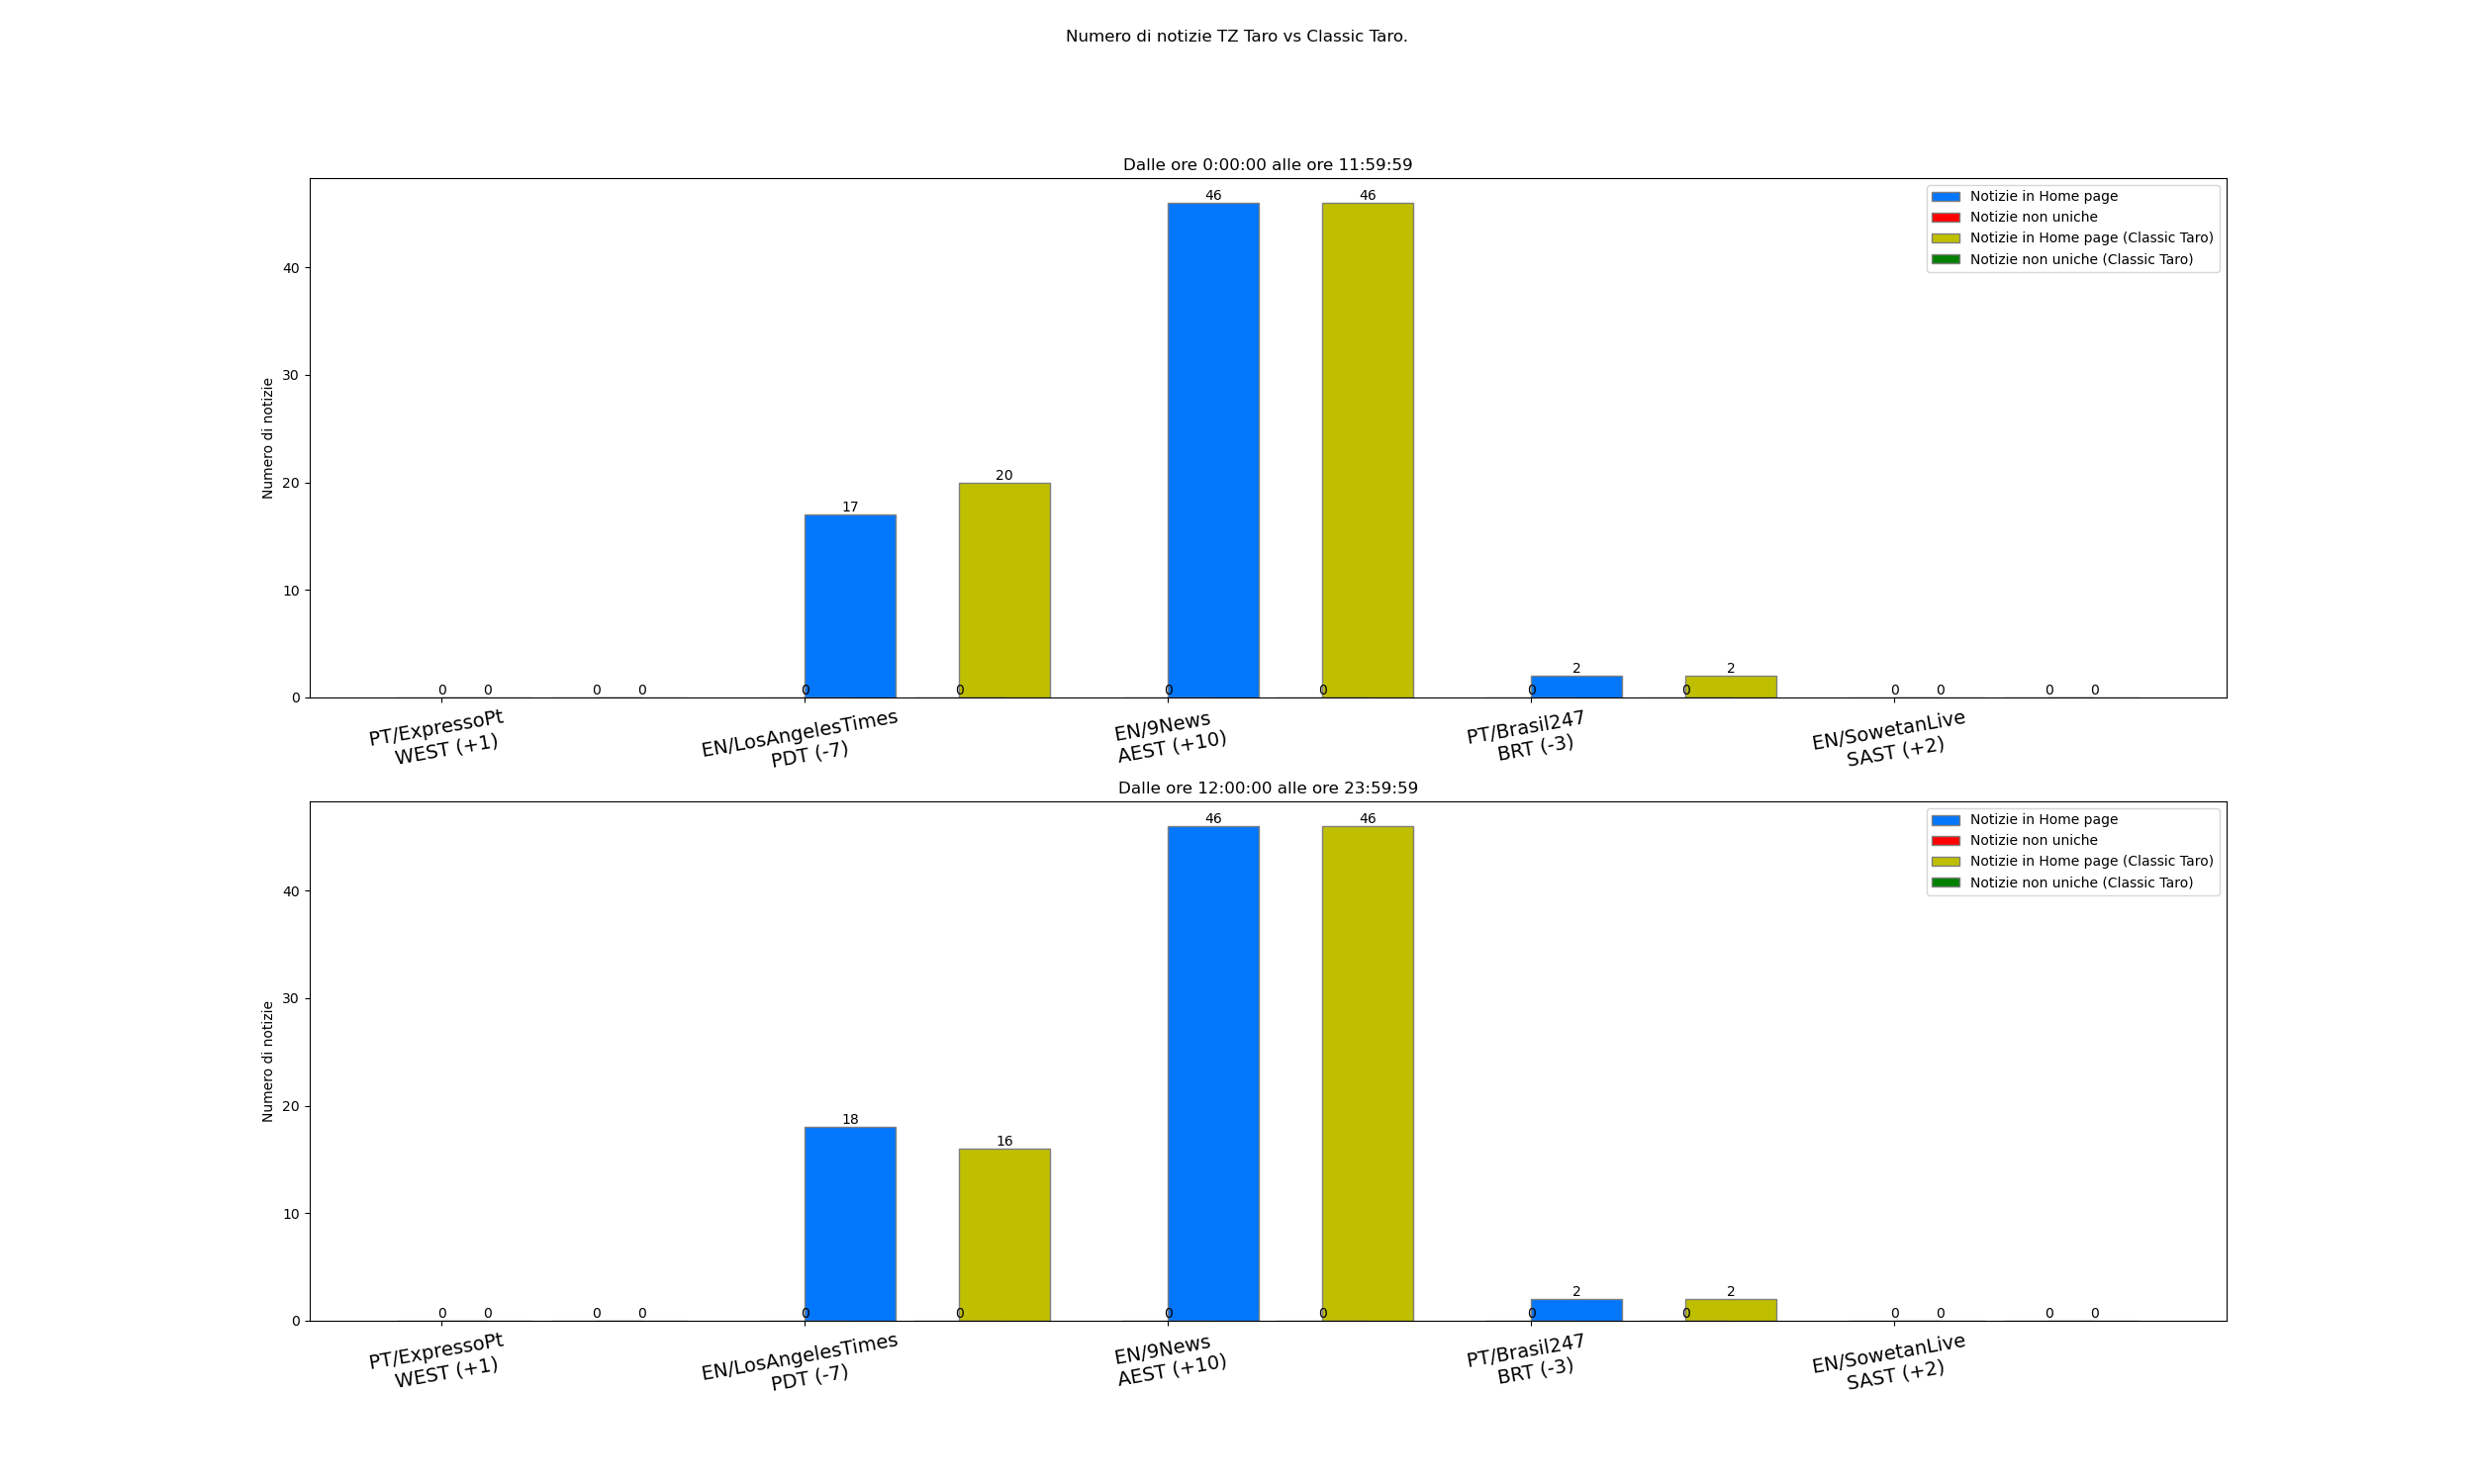 Numero di notizie TZ Taro vs Classic Taro.
Dalle ore 0:00:00 alle ore 11:59:59
Numero di notizie
40
30
20
10
0
46
46
20
17
2
2
0
0
0
0
0
0
0
0
0
0
0
0
0
0
Notizie in Home page
Notizie non uniche
Notizie in Home page (Classic Taro)
Notizie non uniche (Classic Taro)
PT/ExpressoPt
WEST (+1)
EN/LosAngelesTimes
PDT (-7)
EN/9News
AEST (+10)
PT/Brasil247
BRT (-3)
EN/SowetanLive
SAST (+2)
Dalle ore 12:00:00 alle ore 23:59:59
Numero di notizie
40
30
20
10
0
46
46
18
16
2
2
0
0
0
0
0
0
0
0
0
0
0
0
0
0
Notizie in Home page
Notizie non uniche
Notizie in Home page (Classic Taro)
Notizie non uniche (Classic Taro)
PT/ExpressoPt
WEST (+1)
EN/LosAngelesTimes
PDT (-7)
EN/9News
AEST (+10)
PT/Brasil247
BRT (-3)
EN/SowetanLive
SAST (+2)